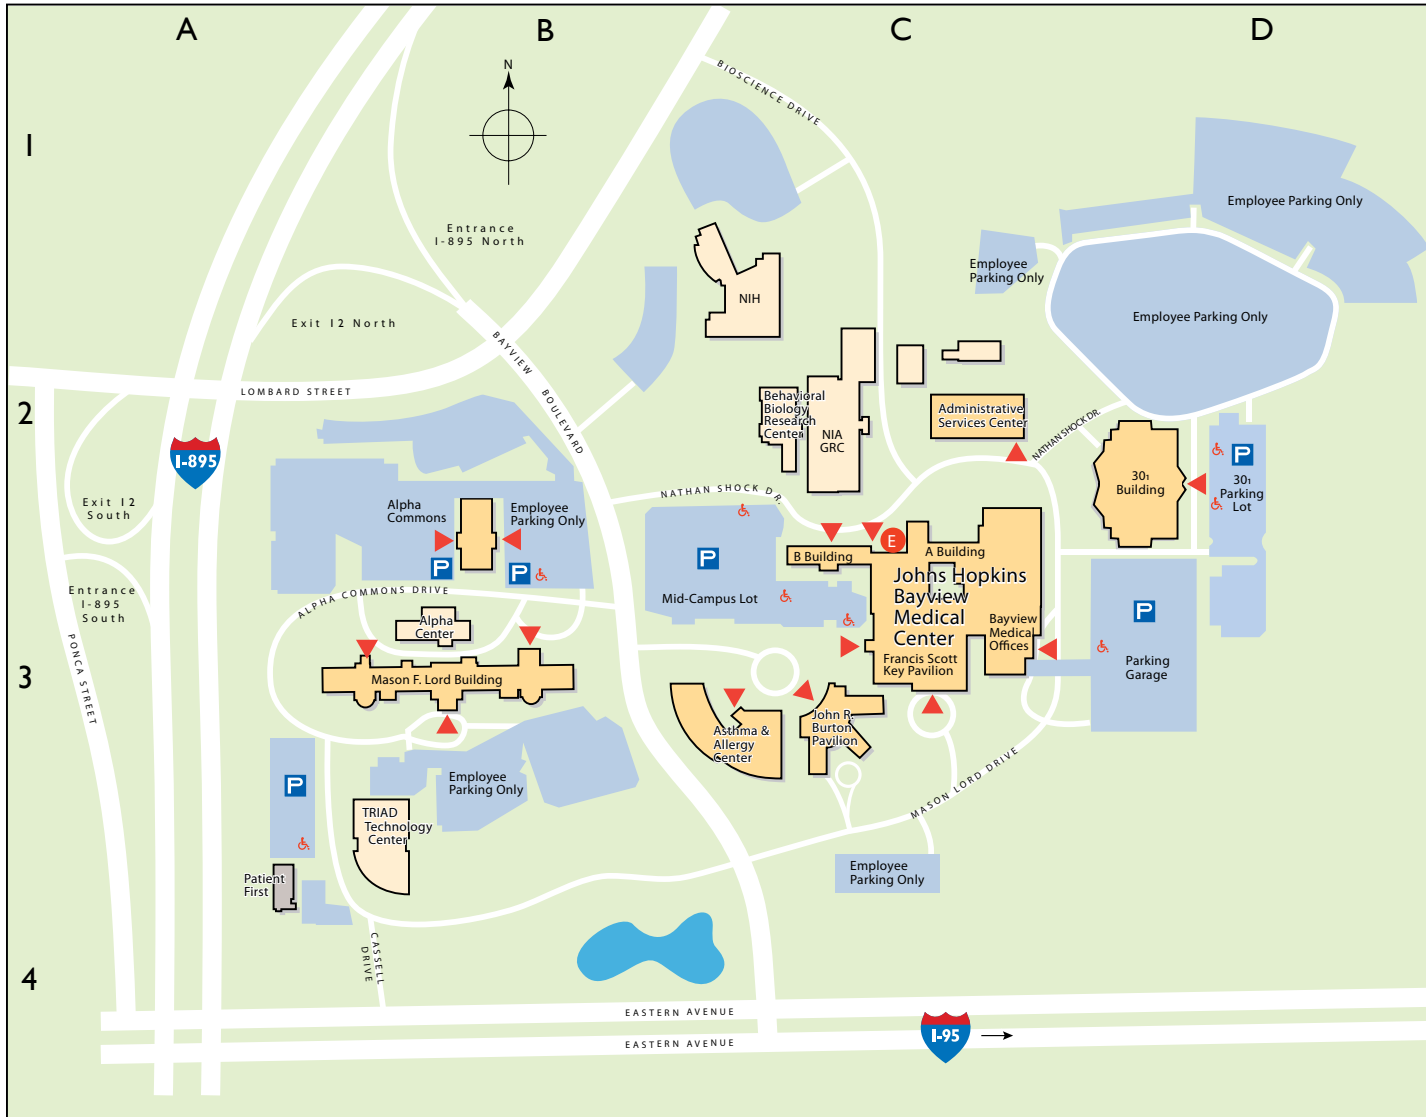 A
B
C
D
N
1
2
3
4
BIOSCIENCE DRIVE
Employee Parking Only
Entrance
I-895 North
Employee
Parking Only
NIH
Exit 12 North
Employee Parking Only
BAYVIEW BOULEVARD
LOMBARD STREET
Behavioral
Biology
Research
Center
NIA
GRC
Administrative
Services Center
NATHAN SHOCK DR.
I-895
301
Building
P
301
Parking
Lot
Exit 12
South
Alpha
Commons
Employee
Parking Only
P
P
NATHAN SHOCK DR.
P
Mid-Campus Lot
B Building
E
A Building
Johns Hopkins
Bayview
Medical
Center
Bayview
Medical
Offices
Francis Scott
Key Pavilion
P
Parking
Garage
Entrance
I-895
South
ALPHA COMMONS DRIVE
Alpha
Center
PONCA STREET
Mason F. Lord Building
John R.
Burton
Pavilion
Asthma &
Allergy
Center
MASON LORD DRIVE
P
Employee
Parking Only
TRIAD
Technology
Center
Patient
First
Employee
Parking Only
CASSELL
DRIVE
EASTERN AVENUE
EASTERN AVENUE
I-95